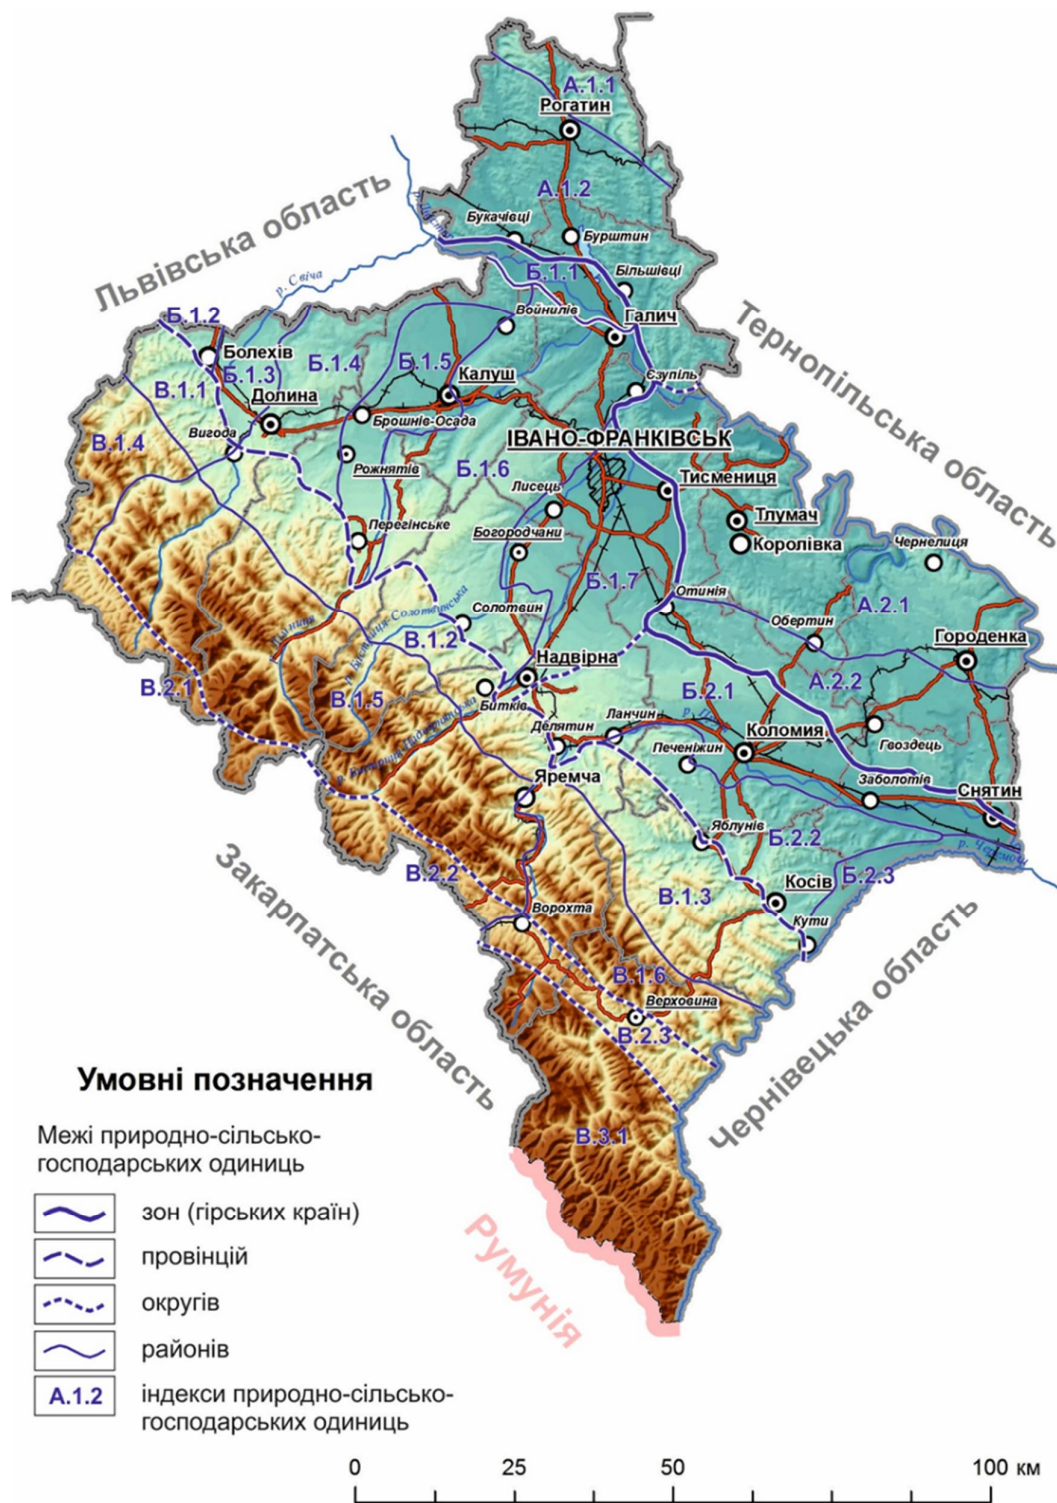 А.1.1
Рогатин
А.1.2
Львівська область
Букачівці
Бурштин
р. Свіча
Б.1.1
Більшівці
Б.1.2
Войнилів
Галич
Тернопільська область
Болехів
Б.1.3
Б.1.4
Б.1.5
Калуш
Єзупіль
В.1.1
Долина
Брошнів-Осада
В.1.4
Вигода
ІВАНО-ФРАНКІВСЬК
Рожнятів
Б.1.6
Лисець
Тисмениця
Тлумач
Перегінське
Богородчани
Королівка
Чернелиця
Б.1.7
Отинія
А.2.1
Солотвин
Обертин
Городенка
В.1.2
Надвірна
В.2.1
В.1.5
Битків
Б.2.1
А.2.2
Ланчин
Делятин
Коломия
Гвоздець
Печеніжин
Яремча
Заболотів
Снятин
Яблунів
Б.2.2
р. Черемош
Закарпатська область
В.2.2
В.1.3
Косів
Б.2.3
Ворохта
Кути
В.1.6
Верховина
В.2.3
Чернівецька область
В.3.1
Румунія
Умовні позначення
Межі природно-сільсько-
господарських одиниць
зон (гірських країн)
провінцій
округів
районів
А.1.2
індекси природно-сільсько-
господарських одиниць
0 25 50 100 км